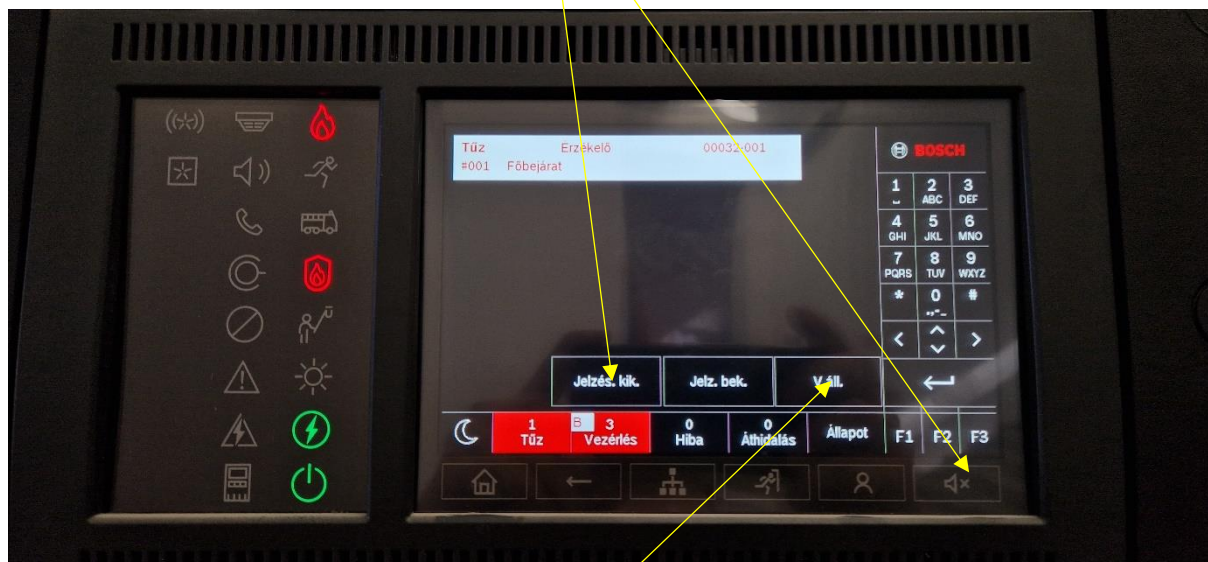 Tűz Érzékelő 00032-001
#001 Főbejárat
BOSCH
1 2 3
ABC DEF
4 5 6
GHI JKL MNO
7 8 9
PQRS TUV WXYZ
* 0 #
.,-_
< >
Jelzés. kik. Jelz. bek. V.áll.
1 B 3 0 0
Tűz Vezérlés Hiba Áthidalás Állapot F1 F2 F3